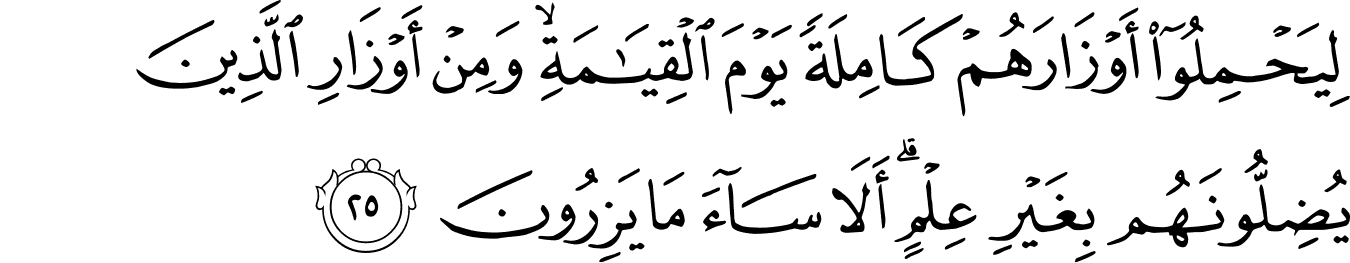 لِيَحْمِلُوٓا۟ أَوْزَارَهُمْ كَامِلَةً يَوْمَ ٱلْقِيَـٰمَةِ ۙ وَمِنْ أَوْزَارِ ٱلَّذِينَ
يُضِلُّونَهُم بِغَيْرِ عِلْمٍ ۗ أَلَا سَآءَ مَا يَزِرُونَ ٢٥